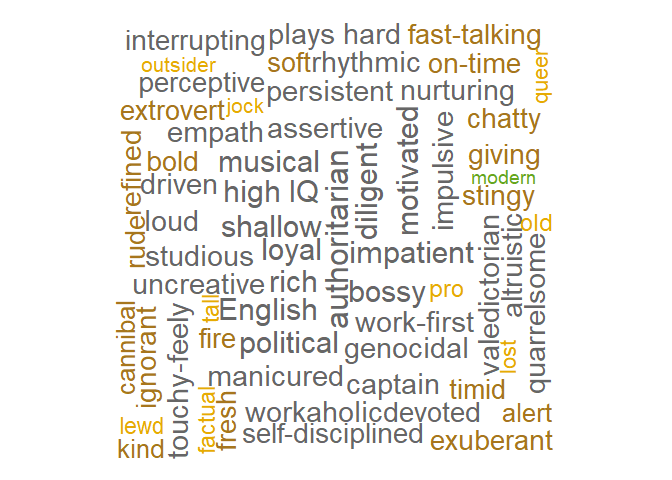 interrupting plays hard fast-talking
outsider soft rhythmic on-time queer
perceptive persistent nurturing
extrovert jock
empath assertive motivated impulsive chatty
ruderefined bold musical authoritarian diligent giving
driven high IQ modern
stingy
loud shallow old
studious loyal impatient valedictorian altruistic quarrelsome
uncreative rich bossy pro
cannibal ignorant touchy-feely tall English work-first
fire political genocidal lost
manicured captain timid
lewd factual fresh workaholic devoted alert
kind self-disciplined exuberant